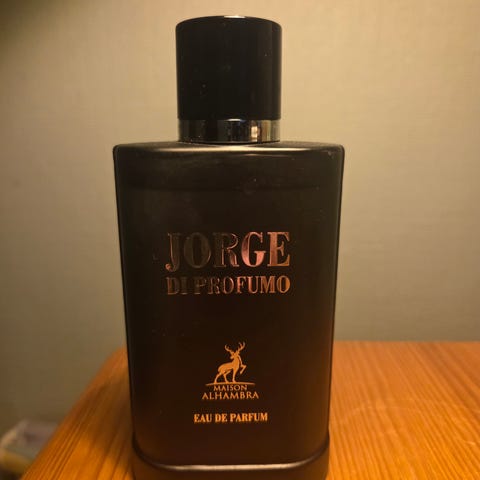 JORGE
DI PROFUMO
MAISON
ALHAMBRA
EAU DE PARFUM